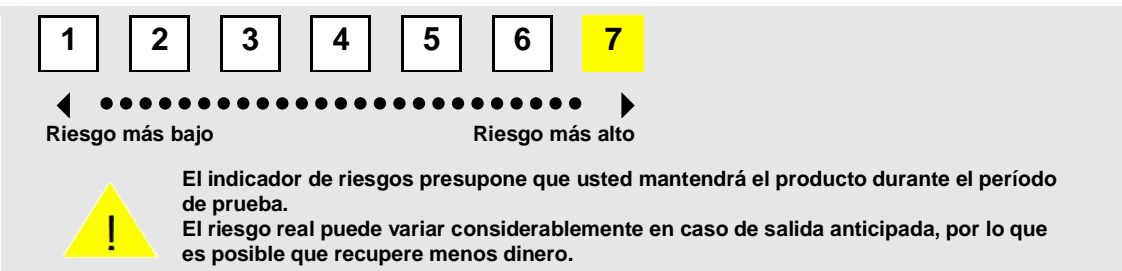 1 2 3 4 5 6 7
Riesgo más bajo Riesgo más alto
El indicador de riesgos presupone que usted mantendrá el producto durante el período
de prueba.
!
El riesgo real puede variar considerablemente en caso de salida anticipada, por lo que
es posible que recupere menos dinero.